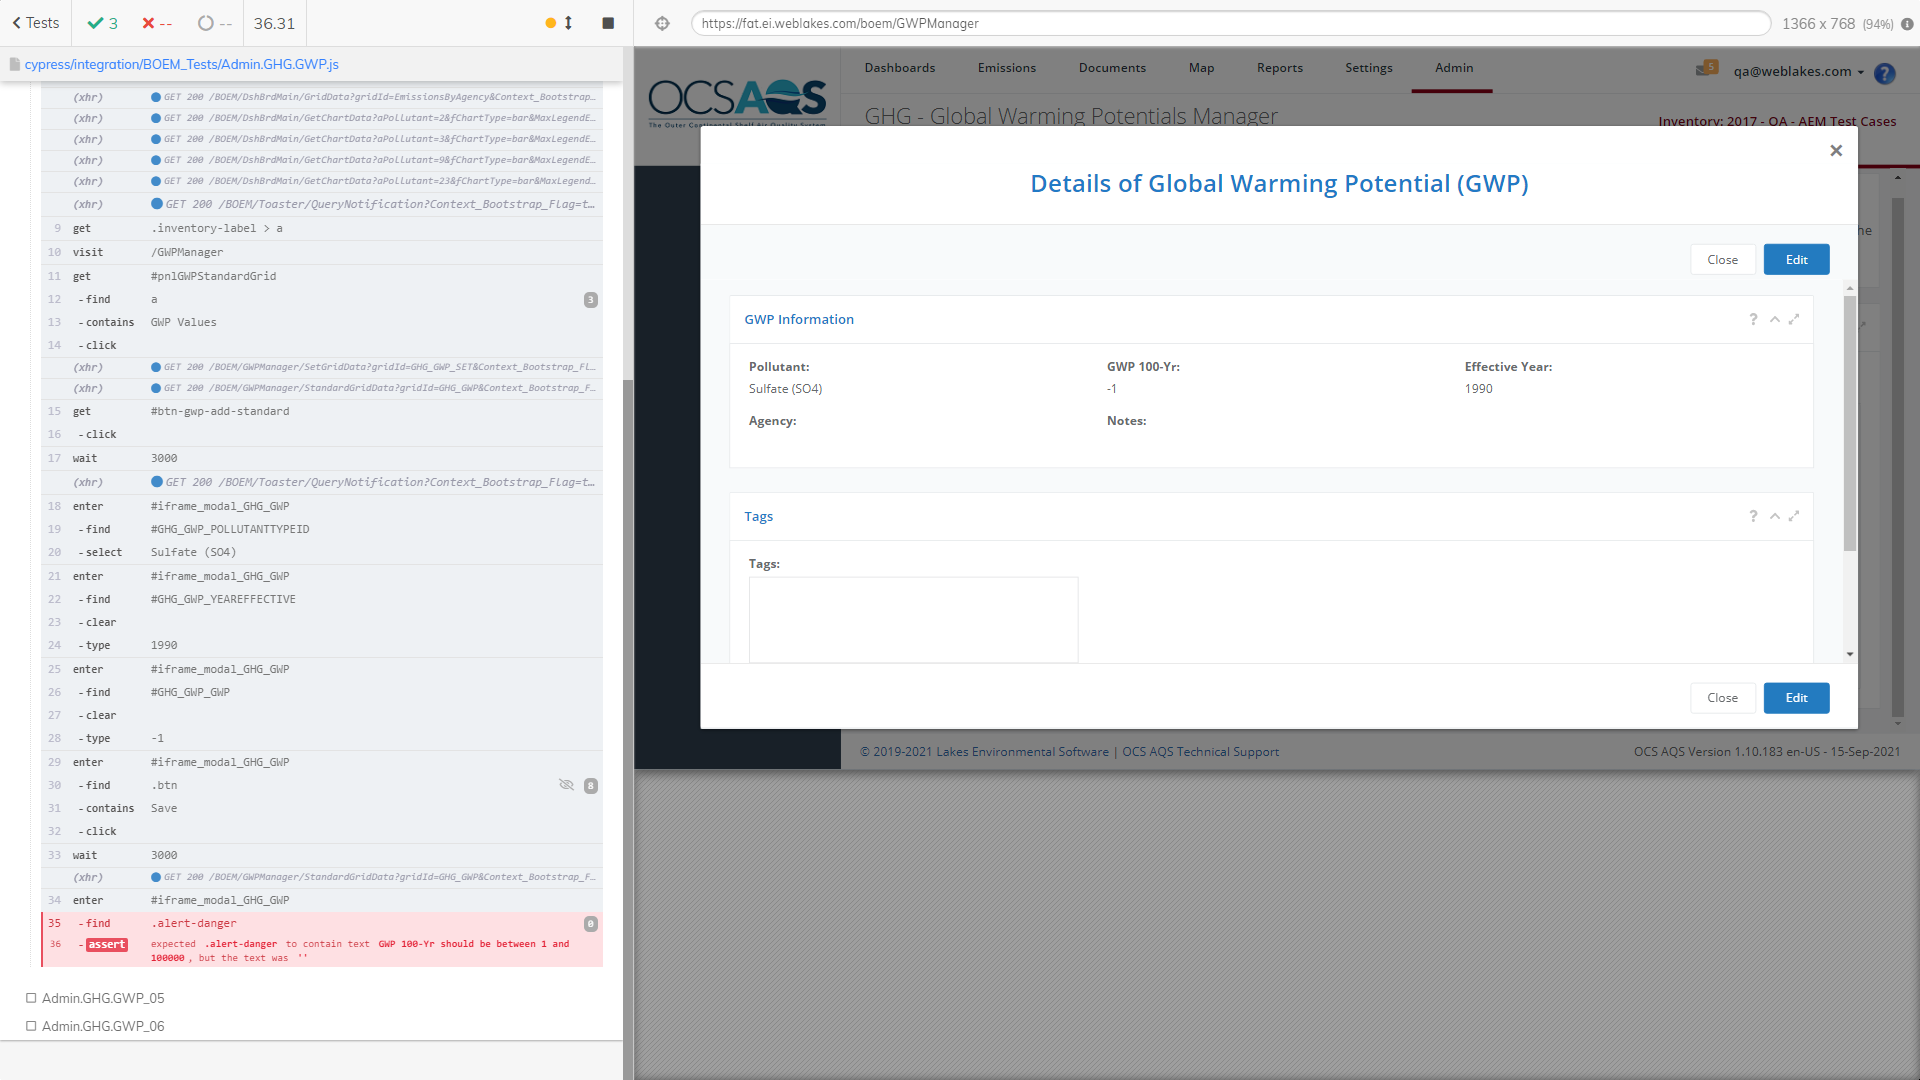 Tests
3
--
--
36.31
https://fat.ei.weblakes.com/boem/GWPManager
1366 x 768 (94%)
cypress/integration/BOEM_Tests/Admin.GHG.GWP.js
(xhr) GET 200 /BOEM/DshBrdMain/GridData?gridId=EmissionsByAgency&Context_Bootstrap...
(xhr) GET 200 /BOEM/DshBrdMain/GetChartData?aPollutant=2&fChartType=bar&MaxLegendE...
(xhr) GET 200 /BOEM/DshBrdMain/GetChartData?aPollutant=3&fChartType=bar&MaxLegendE...
(xhr) GET 200 /BOEM/DshBrdMain/GetChartData?aPollutant=9&fChartType=bar&MaxLegendE...
(xhr) GET 200 /BOEM/DshBrdMain/GetChartData?aPollutant=23&fChartType=bar&MaxLegend...
(xhr) GET 200 /BOEM/Toaster/QueryNotification?Context_Bootstrap_Flag=t...
9 get .inventory-label > a
10 visit /GWPManager
11 get #pnlGWPStandardGrid
12 -find a 3
13 -contains GWP Values
14 -click
(xhr) GET 200 /BOEM/GWPManager/SetGridData?gridId=GHG_GWP_SET&Context_Bootstrap_Fl...
(xhr) GET 200 /BOEM/GWPManager/StandardGridData?gridId=GHG_GWP&Context_Bootstrap_F...
15 get #btn-gwp-add-standard
16 -click
17 wait 3000
(xhr) GET 200 /BOEM/Toaster/QueryNotification?Context_Bootstrap_Flag=t...
18 enter #iframe_modal_GHG_GWP
19 -find #GHG_GWP_POLLUTANTTYPEID
20 -select Sulfate (SO4)
21 enter #iframe_modal_GHG_GWP
22 -find #GHG_GWP_YEAREFFECTIVE
23 -clear
24 -type 1990
25 enter #iframe_modal_GHG_GWP
26 -find #GHG_GWP_GWP
27 -clear
28 -type -1
29 enter #iframe_modal_GHG_GWP
30 -find .btn 8
31 -contains Save
32 -click
33 wait 3000
(xhr) GET 200 /BOEM/GWPManager/StandardGridData?gridId=GHG_GWP&Context_Bootstrap_F...
34 enter #iframe_modal_GHG_GWP
35 -find .alert-danger 0
36 -assert expected .alert-danger to contain text GWP 100-Yr should be between 1 and
100000, but the text was ''
Admin.GHG.GWP_05
Admin.GHG.GWP_06
OCSAQS
The Outer Continental Shelf Air Quality System
Dashboards Emissions Documents Map Reports Settings Admin
5
qa@weblakes.com
?
GHG - Global Warming Potentials Manager
Inventory: 2017 - QA - AEM Test Cases
he
Details of Global Warming Potential (GWP)
Close Edit
GWP Information
?
Pollutant: GWP 100-Yr: Effective Year:
Sulfate (SO4) -1 1990
Agency: Notes:
Tags
?
Tags:
Close Edit
© 2019-2021 Lakes Environmental Software | OCS AQS Technical Support
OCS AQS Version 1.10.183 en-US - 15-Sep-2021